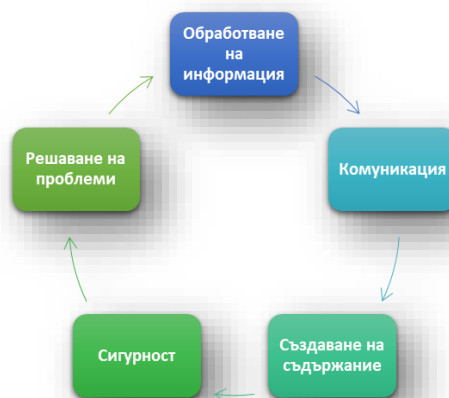 Обработване
на
информация
Комуникация
Създаване на
съдържание
Сигурност
Решаване на
проблеми